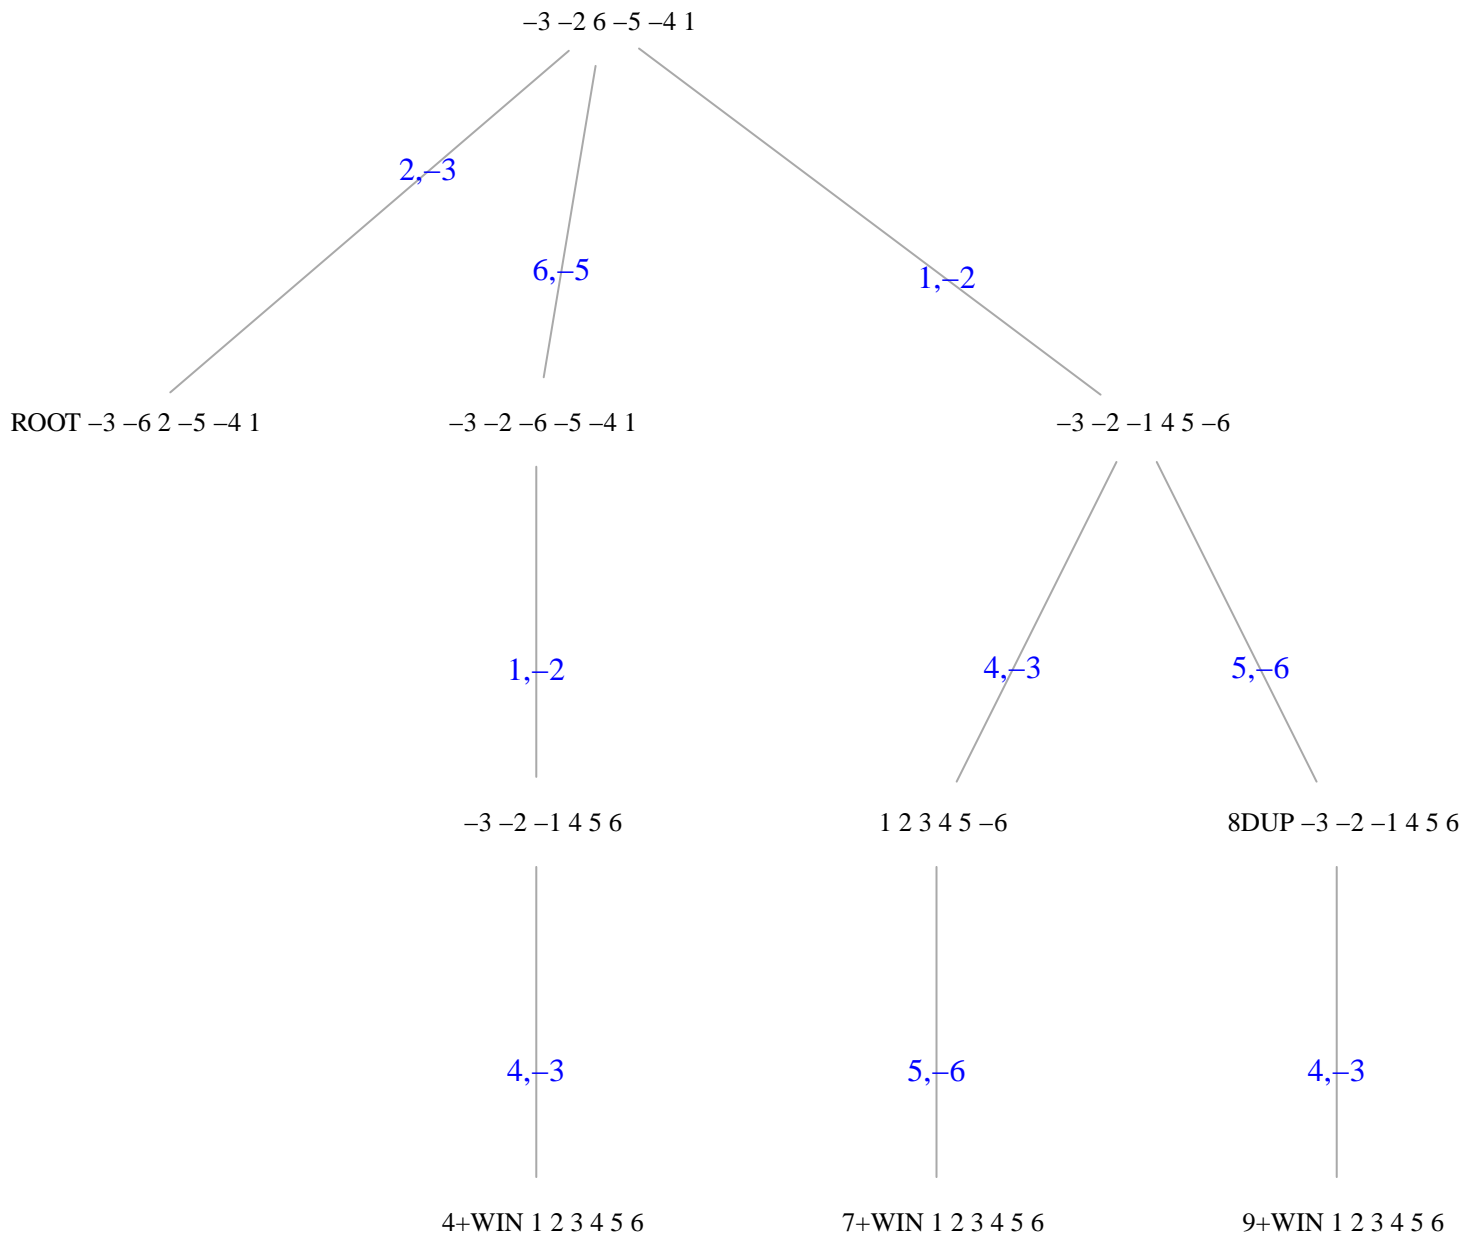 –3 –2 6 –5 –4 1
2,–3
6,–5
1,–2
ROOT –3 –6 2 –5 –4 1
–3 –2 –6 –5 –4 1
–3 –2 –1 4 5 –6
1,–2
4,–3
5,–6
–3 –2 –1 4 5 6
1 2 3 4 5 –6
8DUP –3 –2 –1 4 5 6
4,–3
5,–6
4,–3
4+WIN 1 2 3 4 5 6
7+WIN 1 2 3 4 5 6
9+WIN 1 2 3 4 5 6